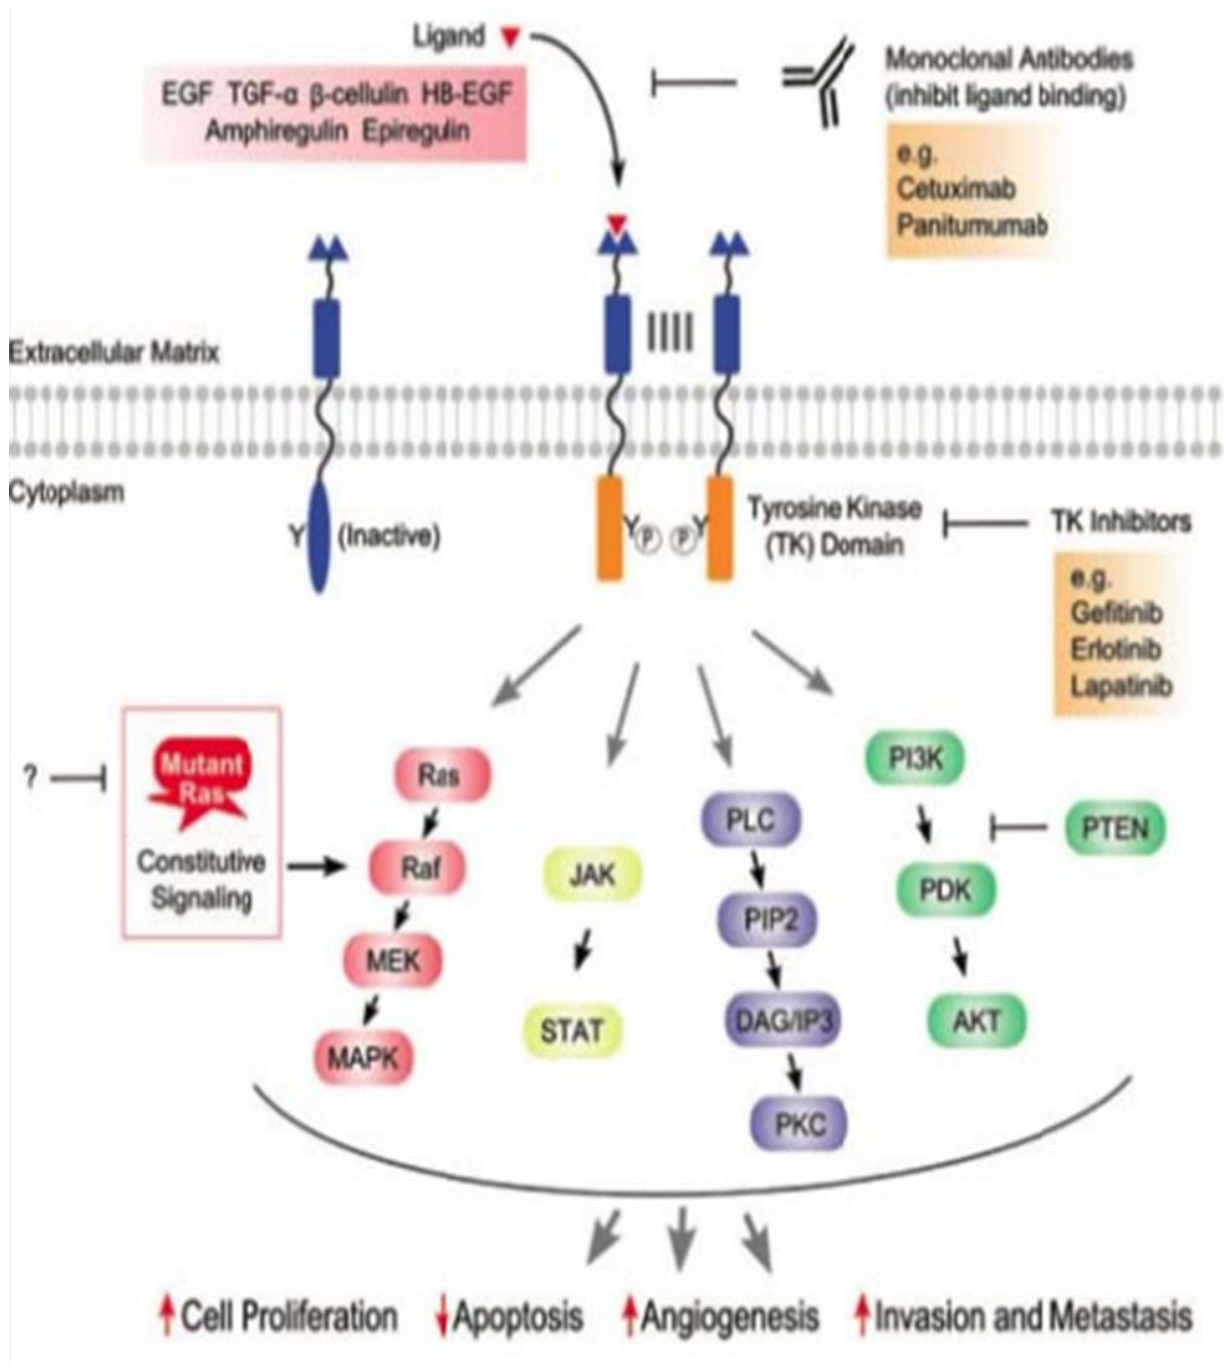 Ligand
EGF TGF-α β-cellulin HB-EGF
Amphiregulin Epiregulin
Monoclonal Antibodies
(inhibit ligand binding)
e.g.
Cetuximab
Panitumumab
Extracellular Matrix
Cytoplasm
Y (Inactive)
Y P P Y
Tyrosine Kinase
(TK) Domain
TK Inhibitors
e.g.
Gefitinib
Erlotinib
Lapatinib
?
Mutant
Ras
Constitutive
Signaling
Ras
Raf
MEK
MAPK
JAK
STAT
PLC
PIP2
DAG/IP3
PKC
PI3K
PTEN
PDK
AKT
Cell Proliferation
Apoptosis
Angiogenesis
Invasion and Metastasis